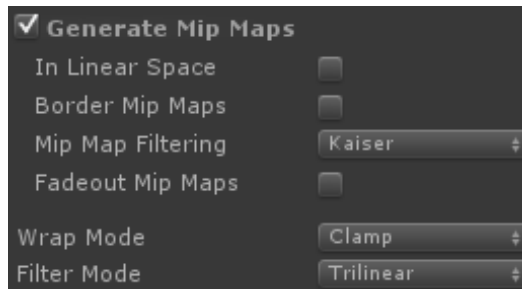 Generate Mip Maps
In Linear Space
Border Mip Maps
Mip Map Filtering Kaiser
Fadeout Mip Maps
Wrap Mode Clamp
Filter Mode Trilinear